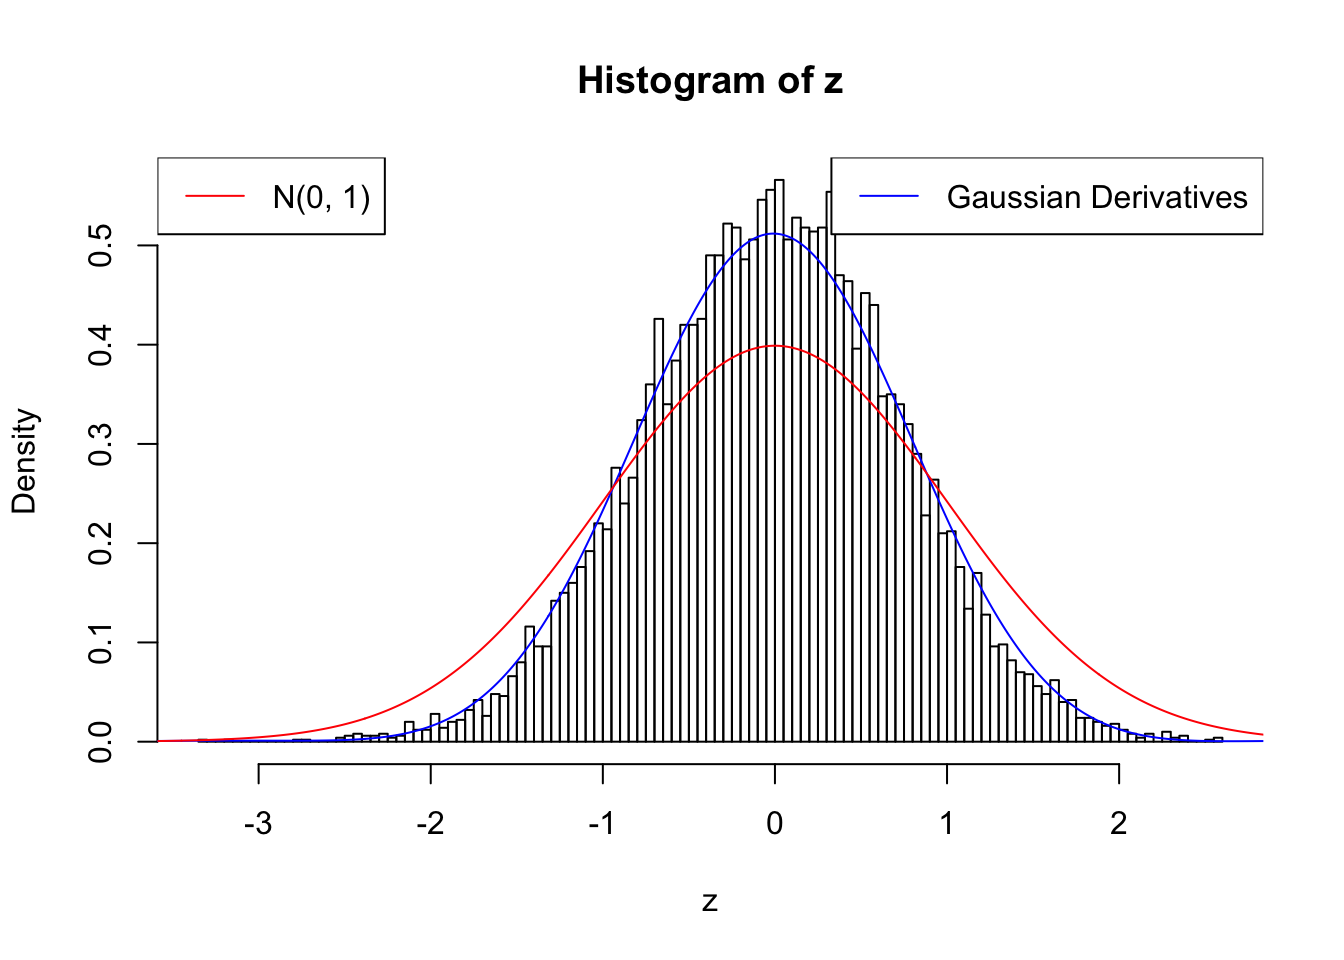 Histogram of z
N(0, 1)
Gaussian Derivatives
Density
0.5
0.4
0.3
0.2
0.1
0.0
-3 -2 -1 0 1 2
z